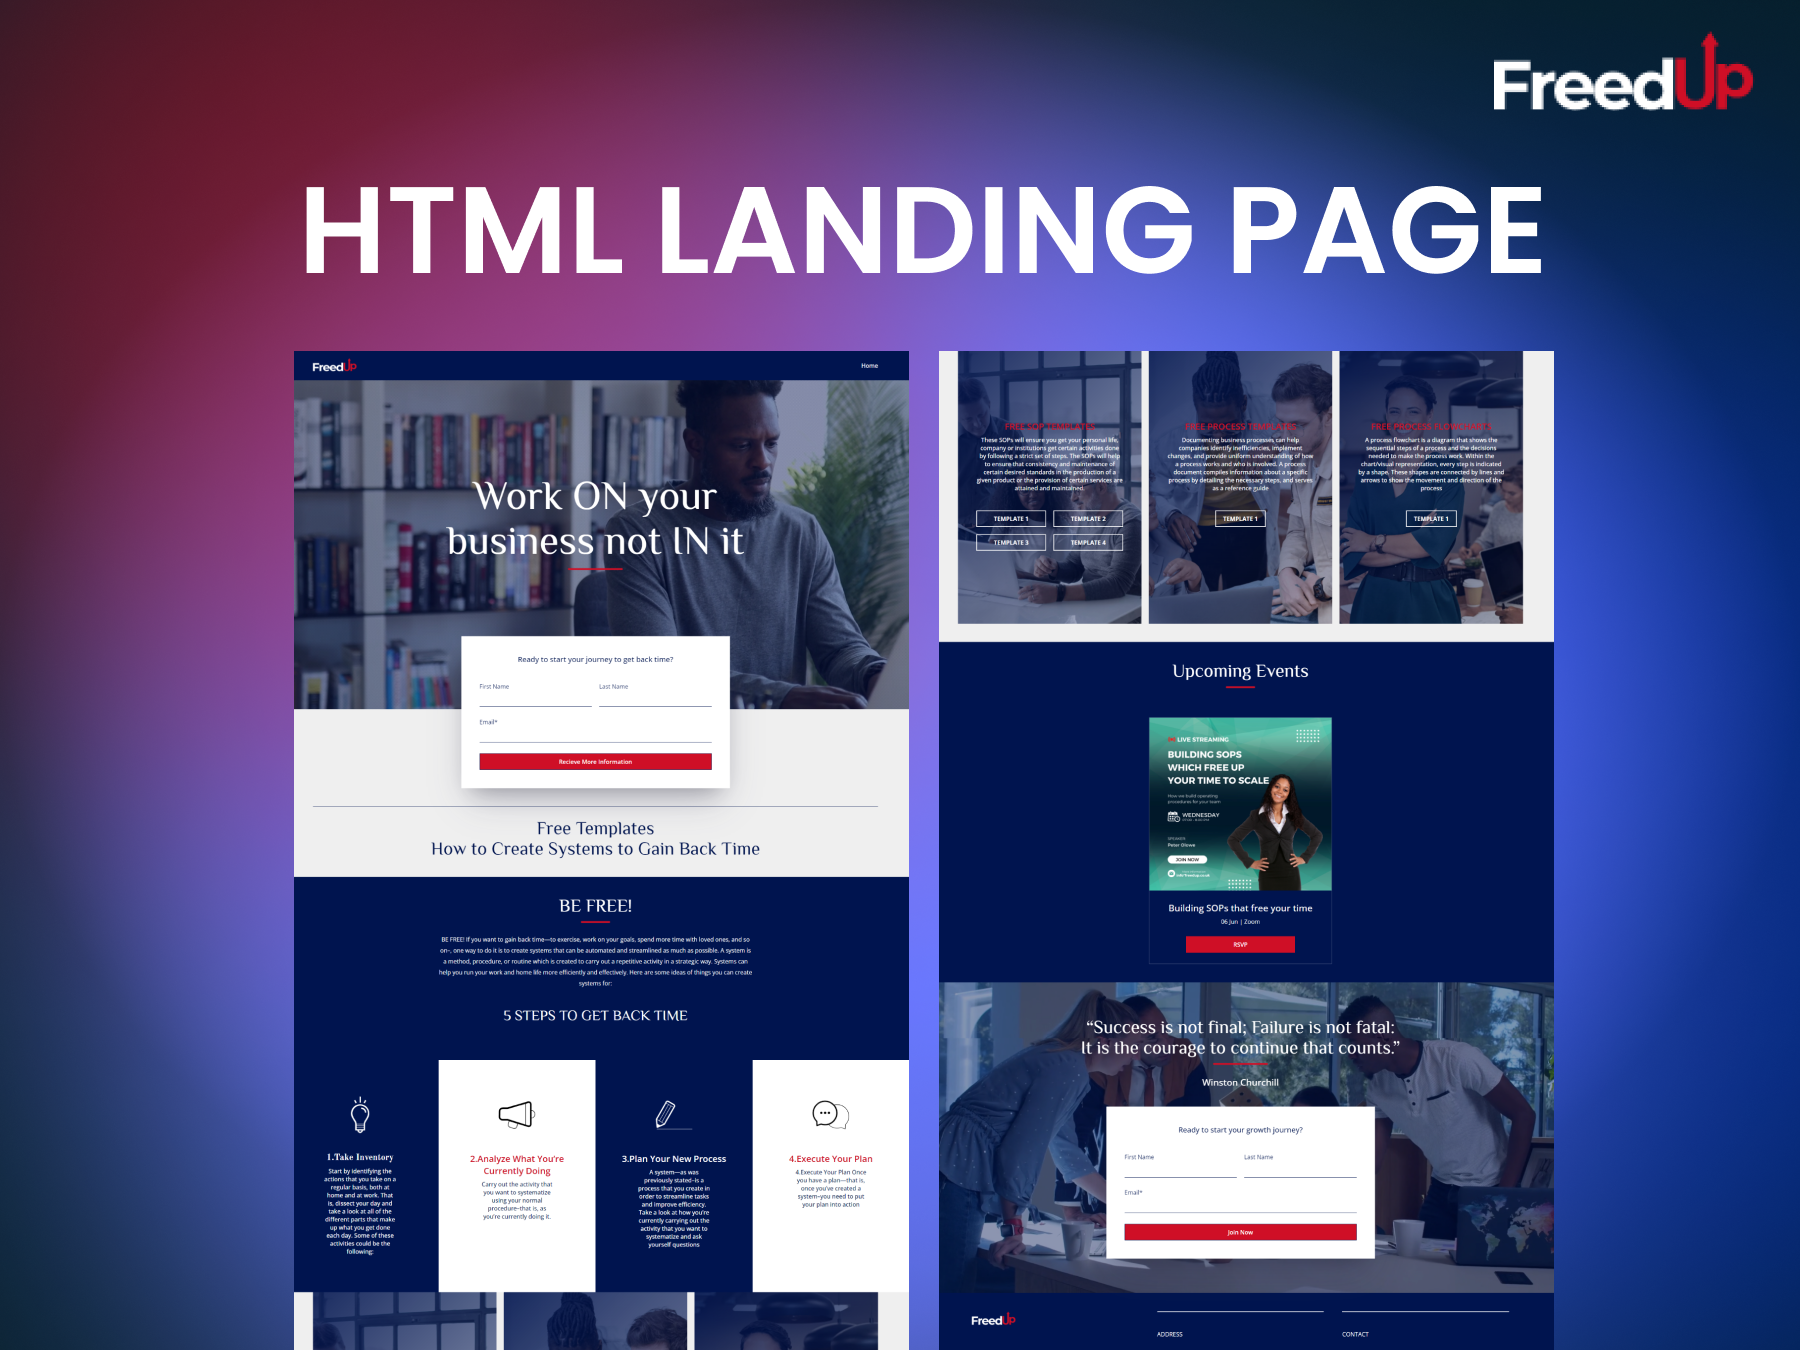 FreedUp
HTML LANDING PAGE
FreedUp
Home
Work ON your
business not IN it
Ready to start your journey to get back time?
First Name
Last Name
Email*
Recieve More Information
Free Templates
How to Create Systems to Gain Back Time
BE FREE!
BE FREE! If you want to gain back time—to exercise, work on your goals, spend more time with loved ones, and so
on–, one way to do it is to create systems that can be automated and streamlined as much as possible. A system is
a method, procedure, or routine which is created to carry out a repetitive activity in a strategic way. Systems can
help you run your work and home life more efficiently and effectively. Here are some ideas of things you can create
systems for:
5 STEPS TO GET BACK TIME
1.Take Inventory
Start by identifying the
actions that you take on a
regular basis, both at
home and at work. That
is, dissect your day and
take a look at all of the
different parts that make
up what you get done
each day. Some of these
activities could be the
following:
2.Analyze What You're
Currently Doing
Carry out the activity that
you want to systematize
using your normal
procedure–that is, as
you're currently doing it.
3.Plan Your New Process
A system—as was
previously stated–is a
process that you create in
order to streamline tasks
and improve efficiency.
Take a look at how you're
currently carrying out the
activity that you want to
systematize and ask
yourself questions
4.Execute Your Plan
4.Execute Your Plan Once
you have a plan—that is,
once you've created a
system–you need to put
your plan into action
FREE SOP TEMPLATES
These SOPs will ensure you get your personal life,
company or institutions get certain activities done
by following a strict set of steps. The SOPs will help
to ensure that consistency and maintenance of
certain desired standards in the production of a
given product or the provision of certain services are
attained and maintained.
TEMPLATE 1
TEMPLATE 2
TEMPLATE 3
TEMPLATE 4
FREE PROCESS TEMPLATES
Documenting business processes can help
companies identify inefficiencies, implement
changes, and provide uniform understanding of how
a process works and who is involved. A process
document compiles information about a specific
process by detailing the necessary steps, and serves
as a reference guide
TEMPLATE 1
FREE PROCESS FLOWCHARTS
A process flowchart is a diagram that shows the
sequential steps of a process and the decisions
needed to make the process work. Within the
chart/visual representation, every step is indicated
by a shape. These shapes are connected by lines and
arrows to show the movement and direction of the
process
TEMPLATE 1
Upcoming Events
LIVE STREAMING
BUILDING SOPS
WHICH FREE UP
YOUR TIME TO SCALE
How we build operating
procedures for your team
WEDNESDAY
SPEAKER
Peter Olowe
JOIN NOW
Building SOPs that free your time
06 Jun | Zoom
RSVP
“Success is not final; Failure is not fatal:
It is the courage to continue that counts.”
Winston Churchill
Ready to start your growth journey?
First Name
Last Name
Email*
Join Now
FreedUp
ADDRESS
CONTACT